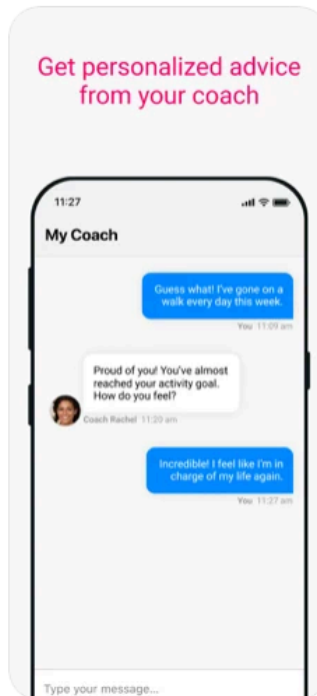 Get personalized advice
from your coach
11:27
My Coach
Guess what! I've gone on a
walk every day this week.
You 11:09 am
Proud of you! You've almost
reached your activity goal.
How do you feel?
Coach Rachel 11:20 am
Incredible! I feel like I'm in
charge of my life again.
You 11:27 am
Type your message...